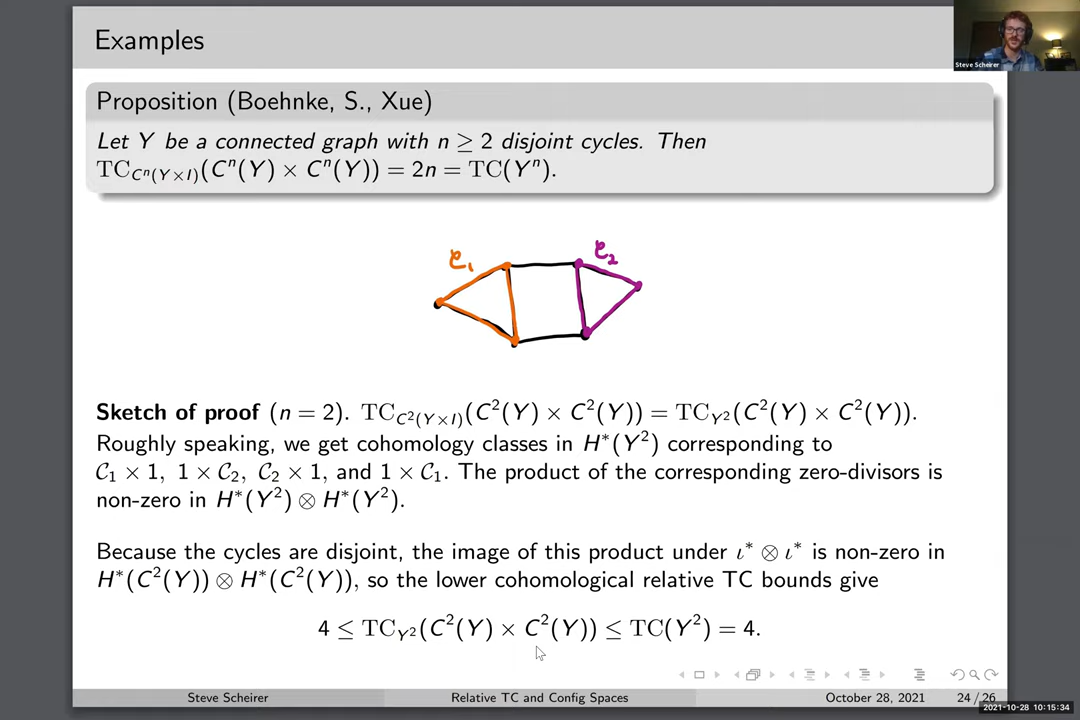 Examples
Steve Scheirer
Proposition (Boehnke, S., Xue)
Let Y be a connected graph with n ≥ 2 disjoint cycles. Then
TC_{C^n(Y×I)}(C^n(Y) × C^n(Y)) = 2n = TC(Y^n).
𝒞₁
𝒞₂
Sketch of proof (n = 2). TC_{C²(Y×I)}(C²(Y) × C²(Y)) = TC_{Y²}(C²(Y) × C²(Y)).
Roughly speaking, we get cohomology classes in H*(Y²) corresponding to
𝒞₁ × 1, 1 × 𝒞₂, 𝒞₂ × 1, and 1 × 𝒞₁. The product of the corresponding zero-divisors is
non-zero in H*(Y²) ⊗ H*(Y²).
Because the cycles are disjoint, the image of this product under ι* ⊗ ι* is non-zero in
H*(C²(Y)) ⊗ H*(C²(Y)), so the lower cohomological relative TC bounds give
4 ≤ TC_{Y²}(C²(Y) × C²(Y)) ≤ TC(Y²) = 4.
Steve Scheirer
Relative TC and Config Spaces
October 28, 2021
24 / 26
2021-10-28 10:15:34